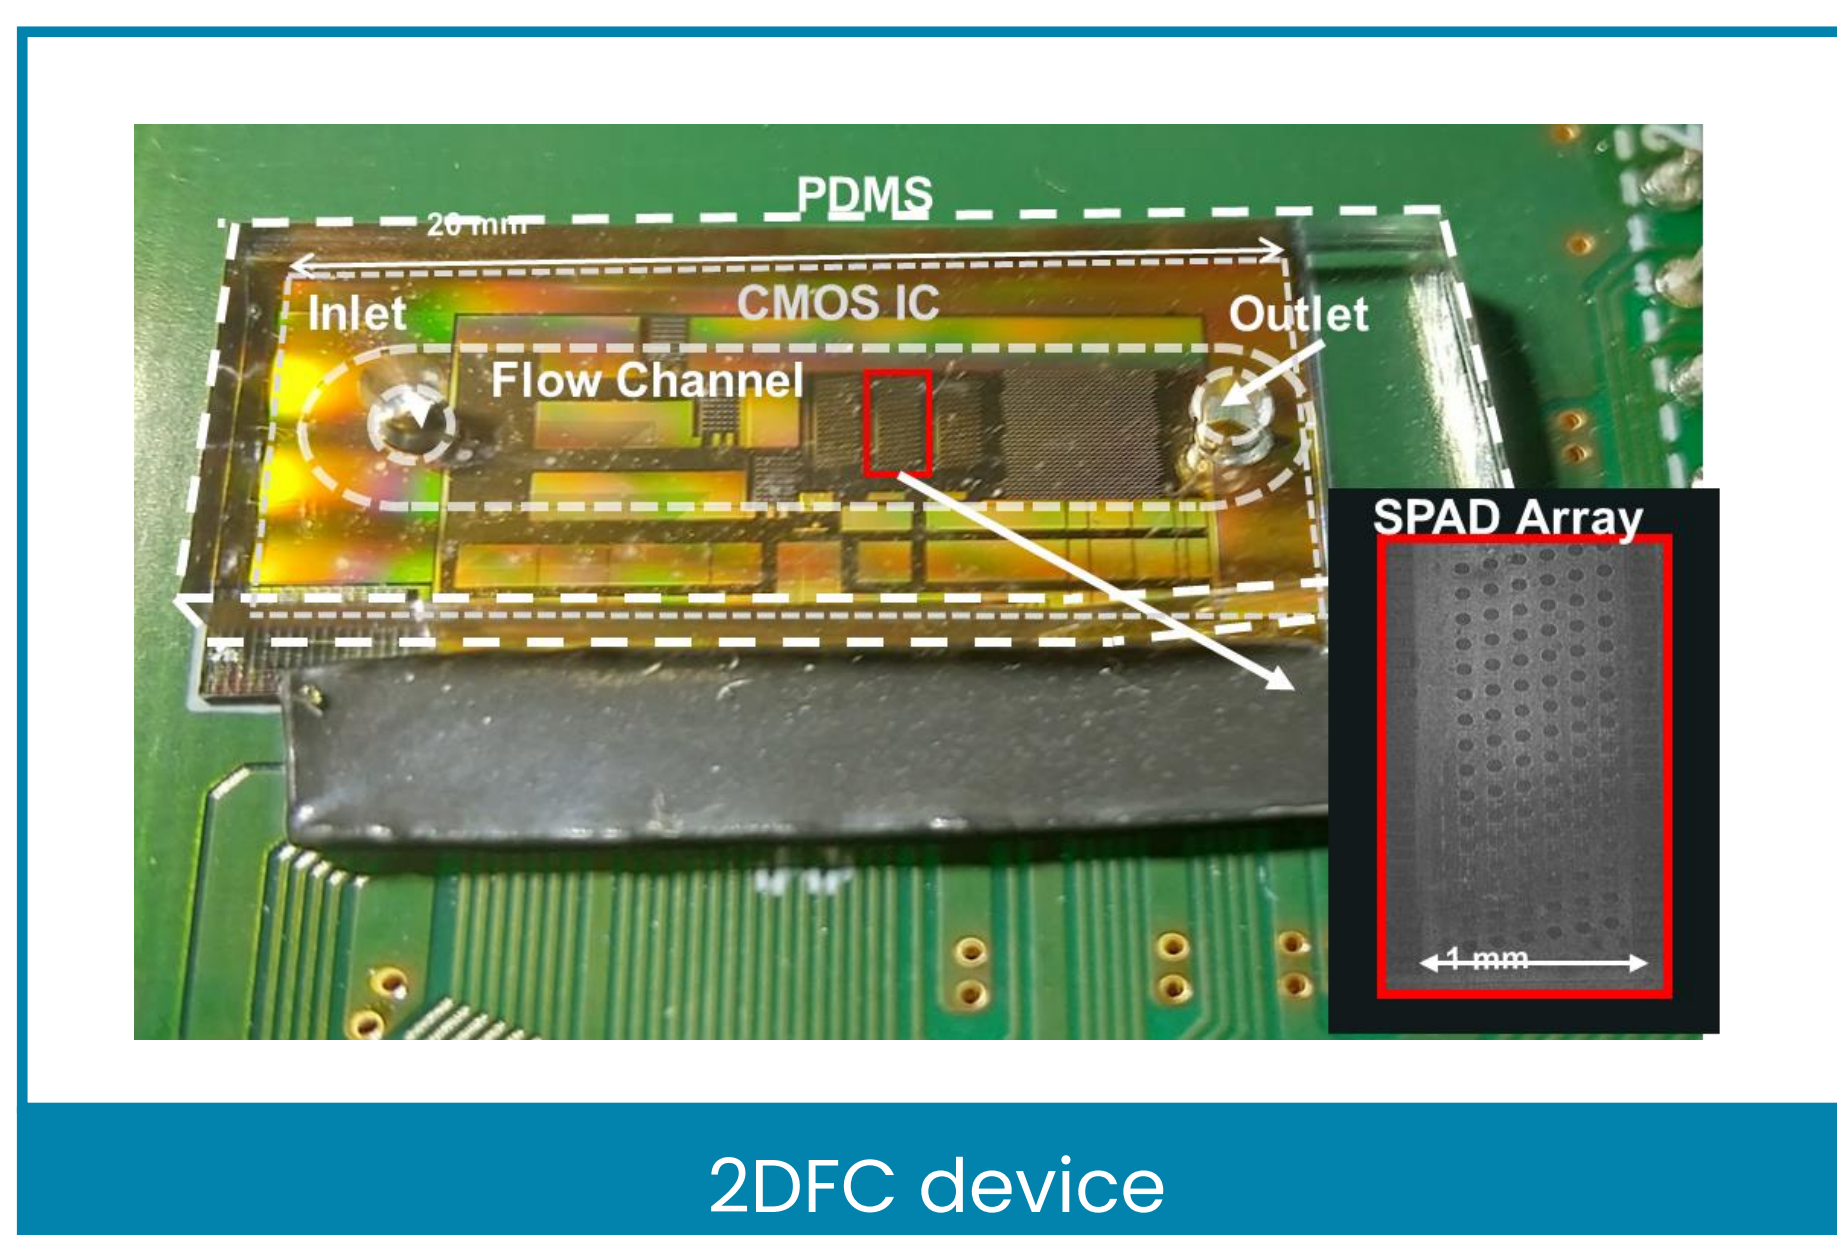 PDMS
20 mm
CMOS IC
Inlet
Outlet
Flow Channel
SPAD Array
1 mm
2DFC device